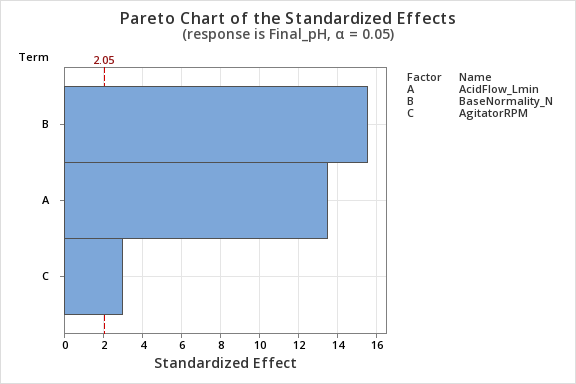 Pareto Chart of the Standardized Effects
(response is Final_pH, α = 0.05)
Term
2.05
Factor Name
A AcidFlow_Lmin
B BaseNormality_N
C AgitatorRPM
B
A
C
0 2 4 6 8 10 12 14 16
Standardized Effect